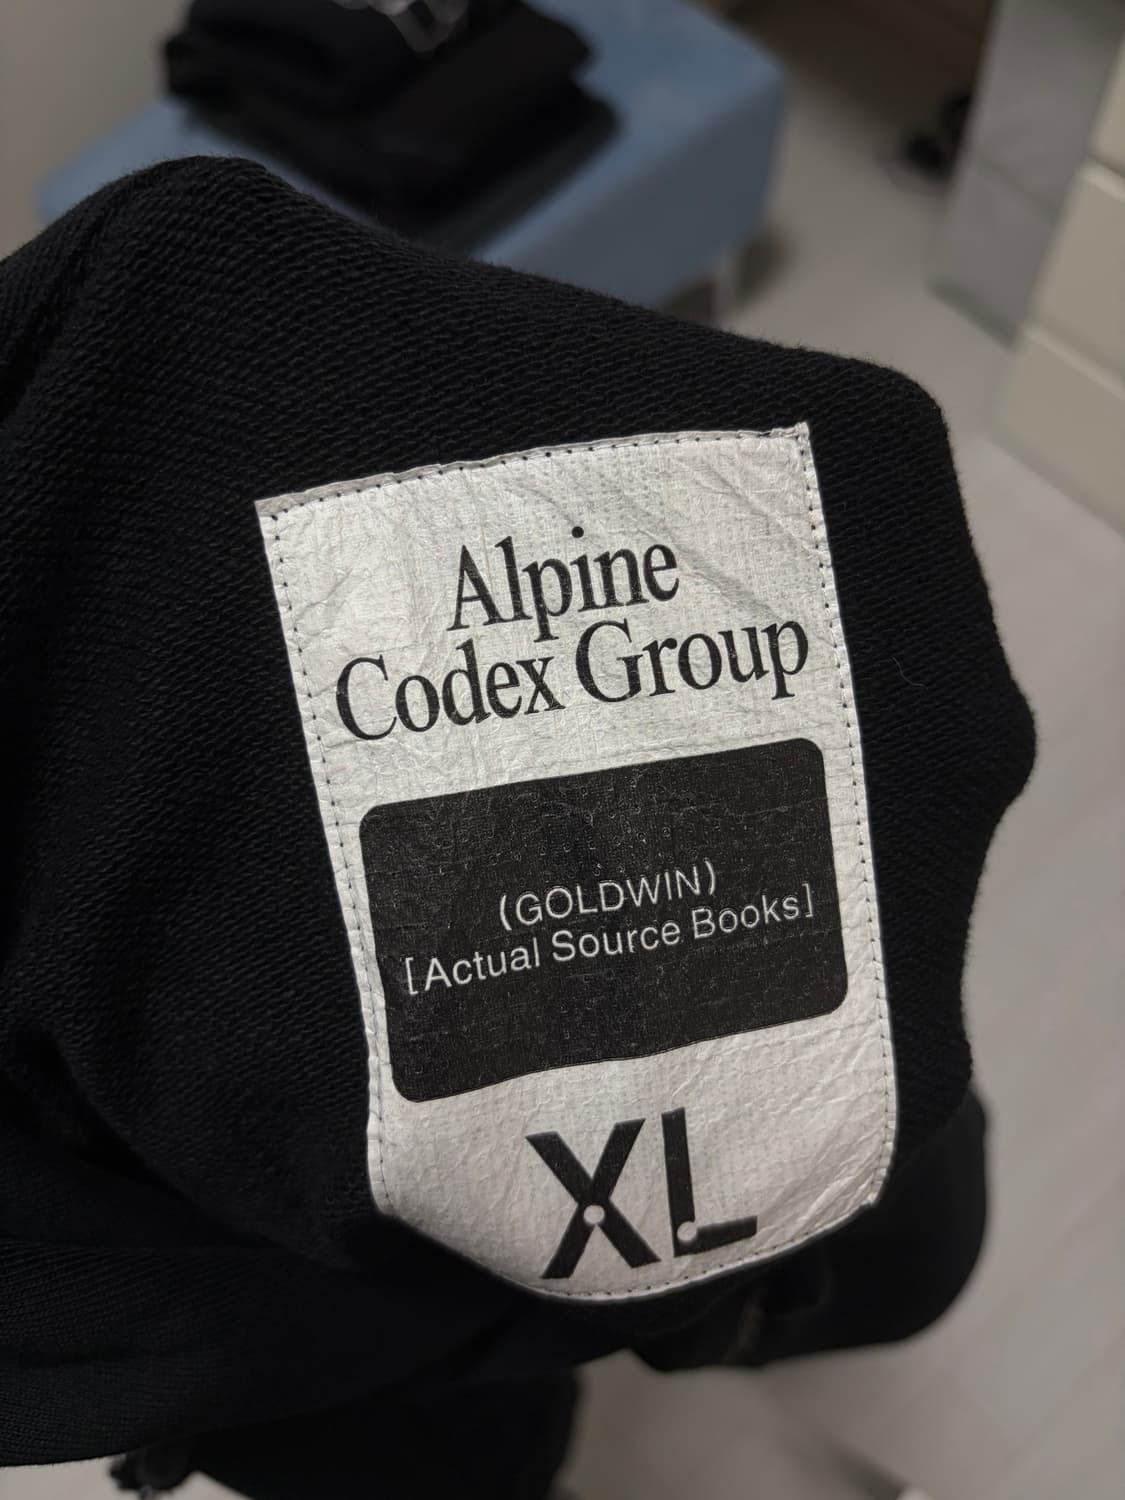 Alpine
Codex Group
(GOLDWIN)
[Actual Source Books]
XL